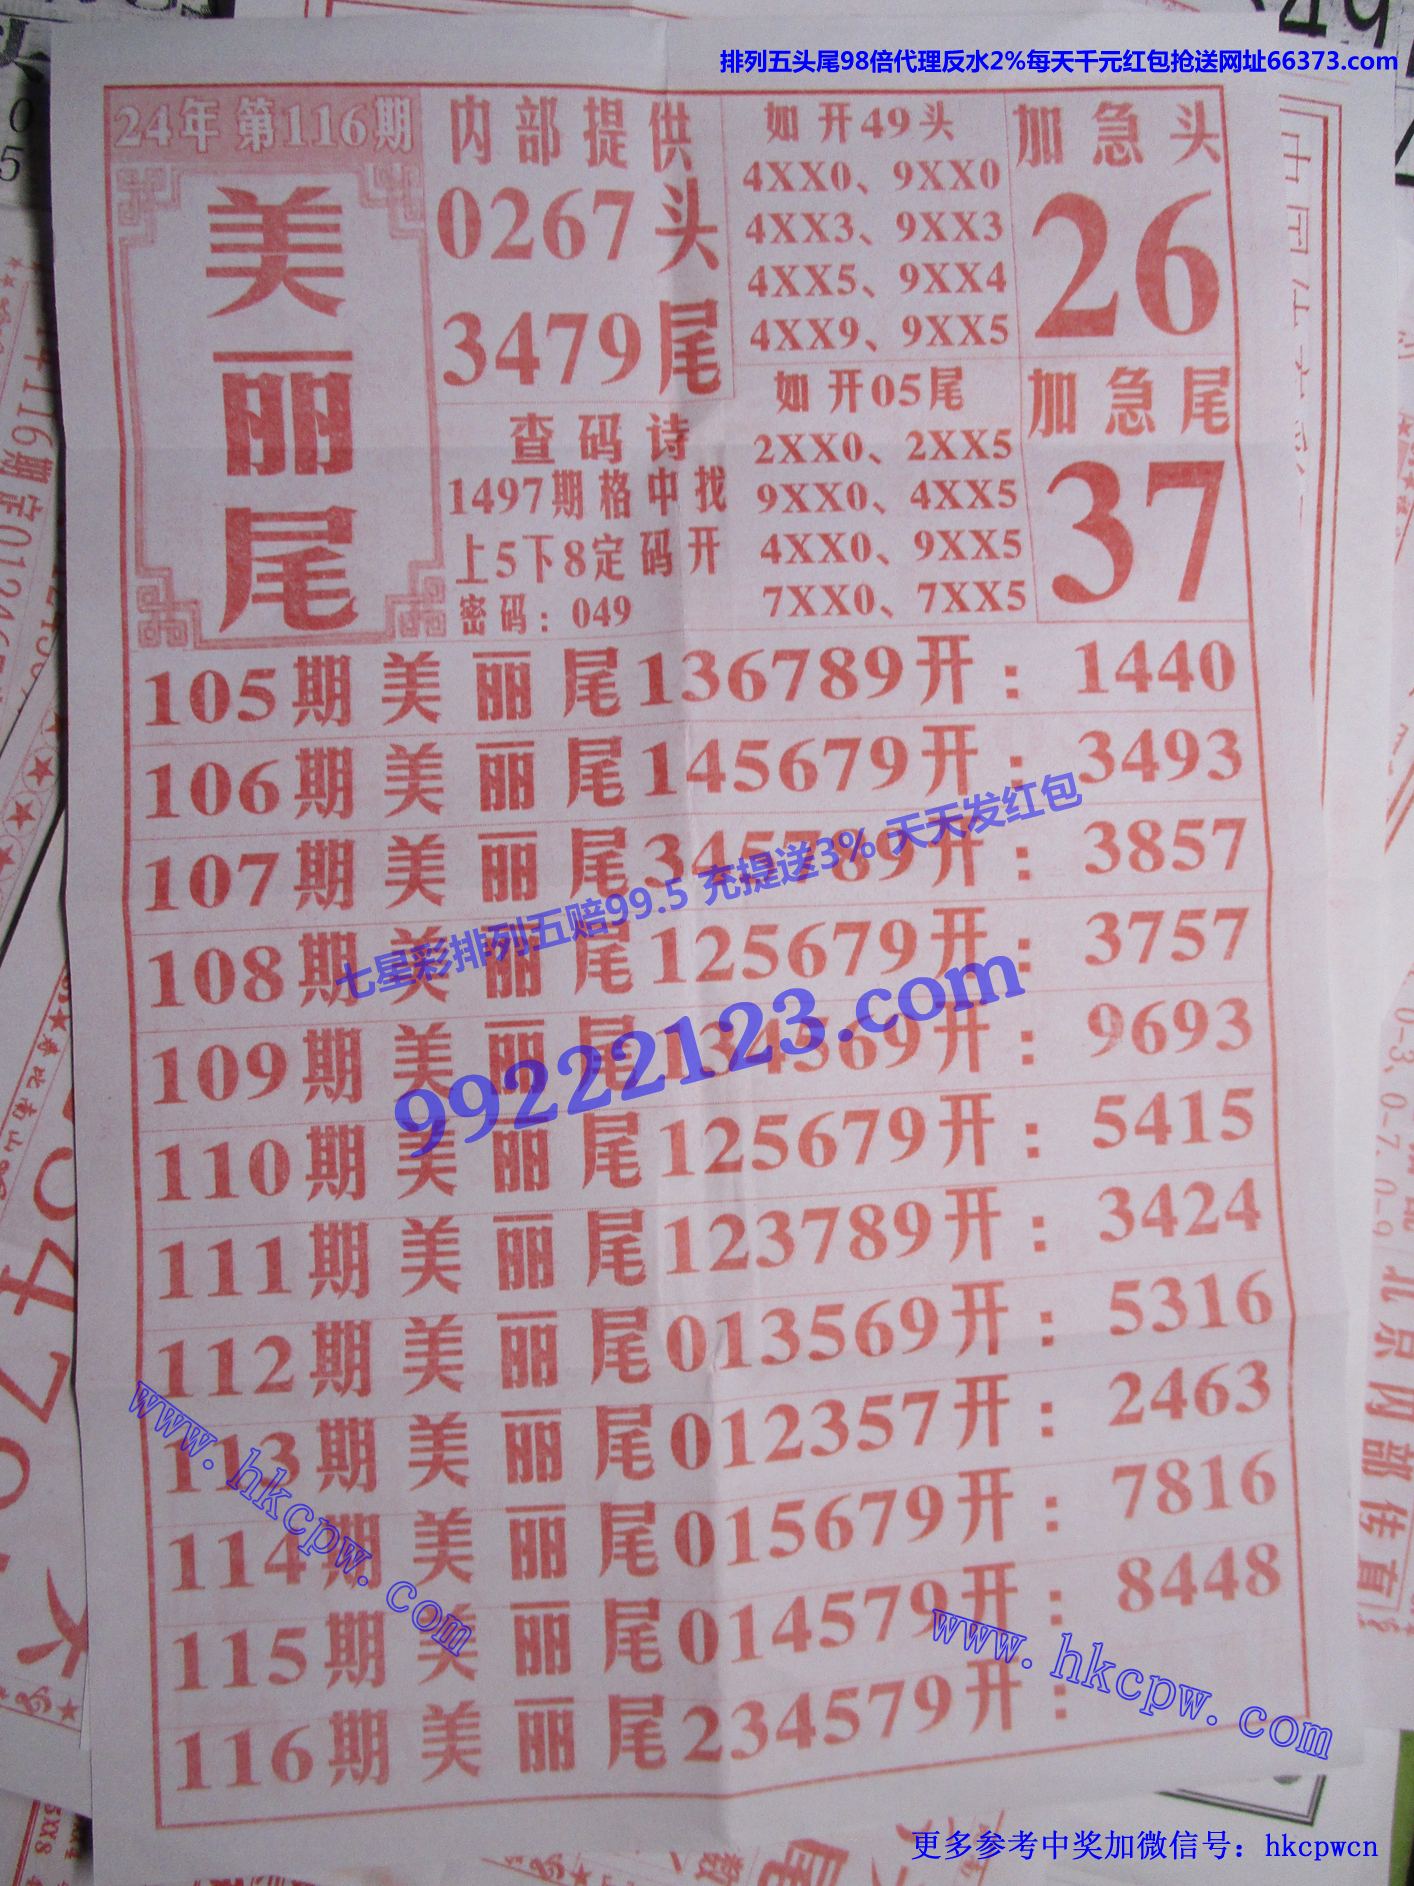 排列五头尾98倍代理反水2%每天千元红包抢送网址66373.com
24年 第116期
美丽尾
内部提供
0267头
3479尾
查码诗
1497期格中找
上5下8定码开
密码：049
如开49头
4XX0、9XX0
4XX3、9XX3
4XX5、9XX4
4XX9、9XX5
如开05尾
2XX0、2XX5
9XX0、4XX5
4XX0、9XX5
7XX0、7XX5
加急头
26
加急尾
37
105期美丽尾136789开：1440
106期美丽尾145679开：3493
107期美丽尾345789开：3857
108期美丽尾125679开：3757
109期美丽尾134569开：9693
110期美丽尾125679开：5415
111期美丽尾123789开：3424
112期美丽尾013569开：5316
113期美丽尾012357开：2463
114期美丽尾015679开：7816
115期美丽尾014579开：8448
116期美丽尾234579开：
七星彩排列五赔99.5 充提送3% 天天发红包
99222123.com
www.hkcpw.com
www.hkcpw.com
更多参考中奖加微信号：hkcpwcn